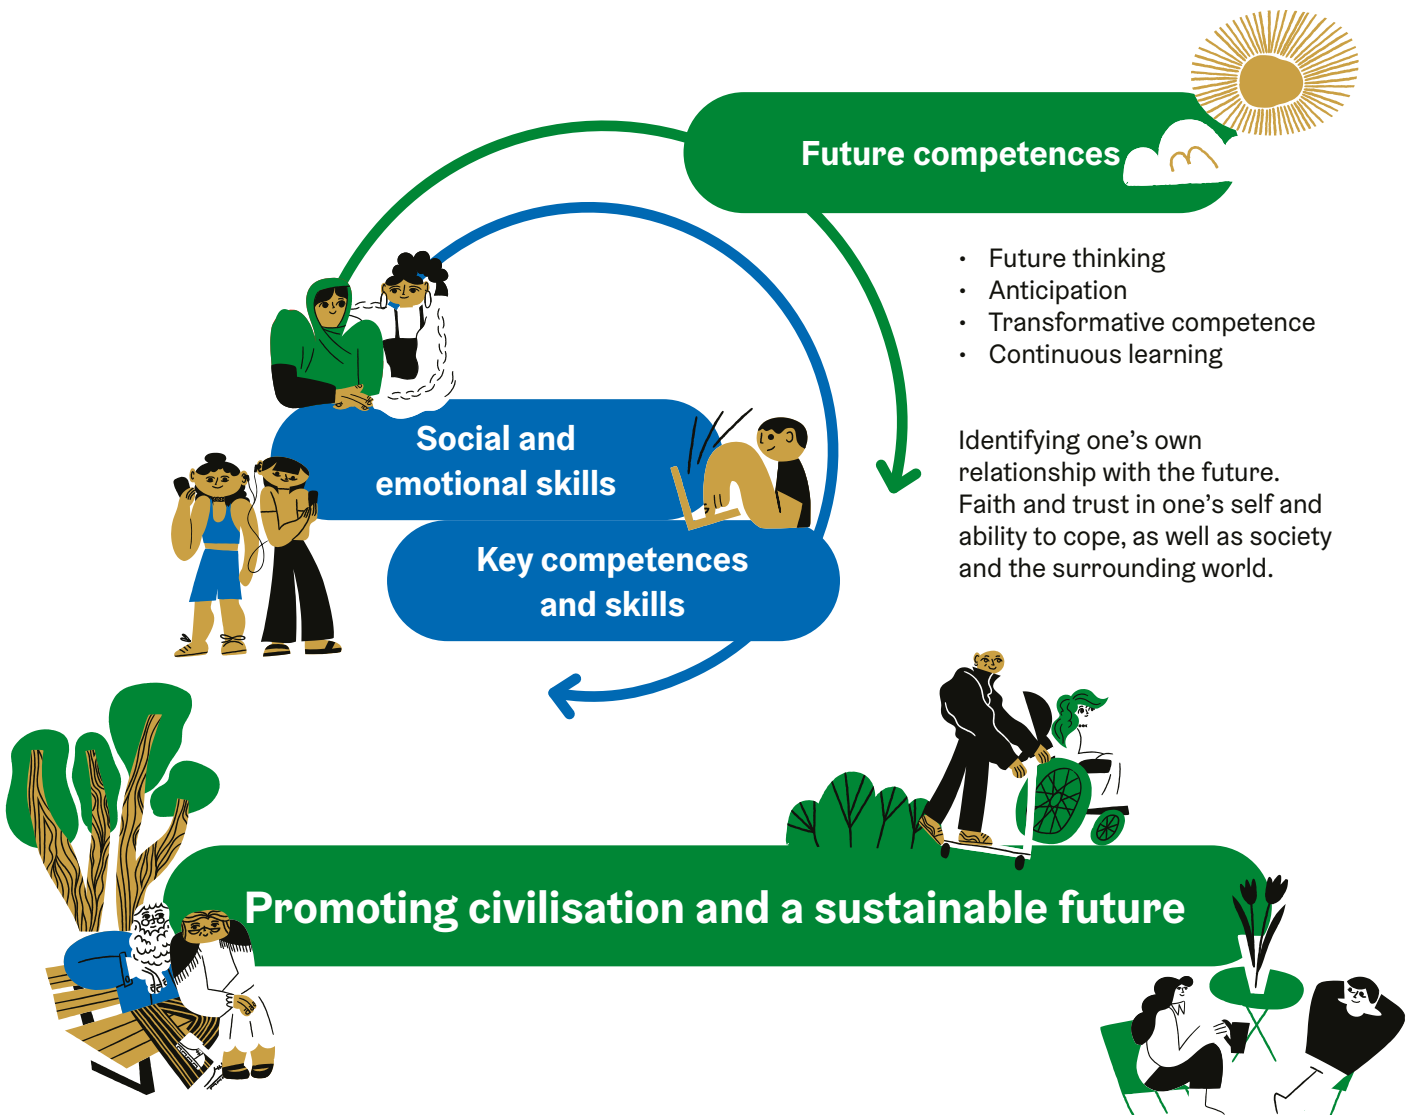 Future competences
• Future thinking
• Anticipation
• Transformative competence
• Continuous learning
Identifying one’s own
relationship with the future.
Faith and trust in one’s self and
ability to cope, as well as society
and the surrounding world.
Social and
emotional skills
Key competences
and skills
Promoting civilisation and a sustainable future